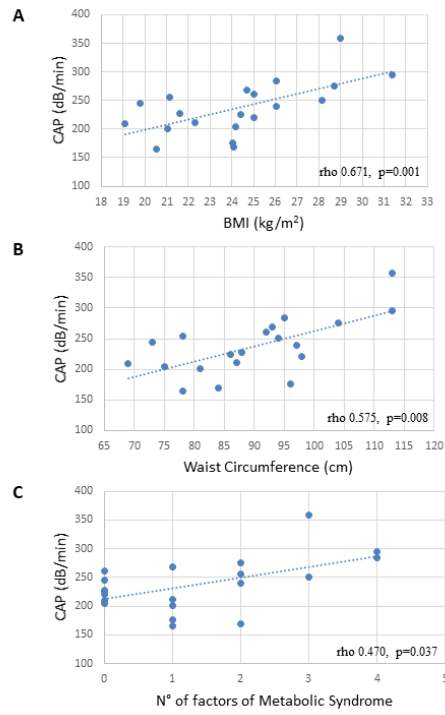 A
400
350
300
250
200
150
100
CAP (dB/min)
rho 0.671, p=0.001
18 19 20 21 22 23 24 25 26 27 28 29 30 31 32 33
BMI (kg/m²)
B
400
350
300
250
200
150
100
CAP (dB/min)
rho 0.575, p=0.008
65 70 75 80 85 90 95 100 105 110 115 120
Waist Circumference (cm)
C
400
350
300
250
200
150
100
CAP (dB/min)
rho 0.470, p=0.037
0 1 2 3 4 5
N° of factors of Metabolic Syndrome